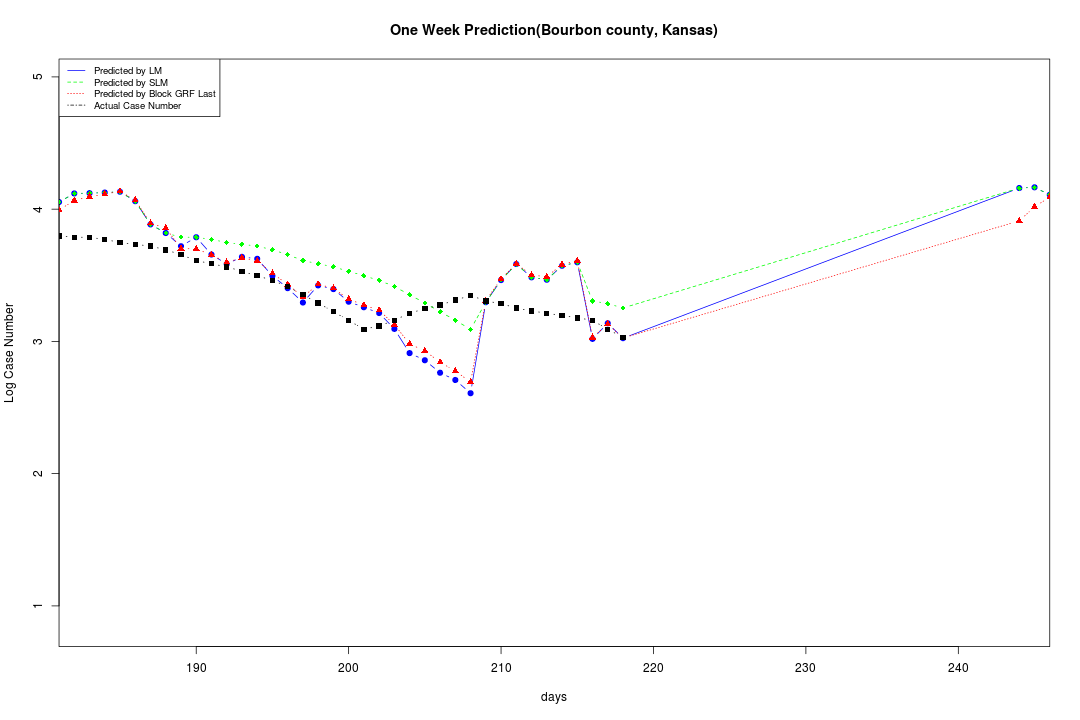 One Week Prediction(Bourbon county, Kansas)
Predicted by LM
Predicted by SLM
Predicted by Block GRF Last
Actual Case Number
5
4
3
2
1
Log Case Number
190 200 210 220 230 240
days